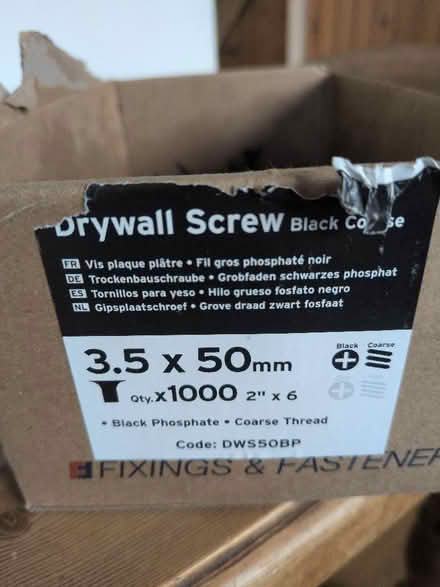 Drywall Screw Black Coarse
FR Vis plaque plâtre • Fil gros phosphaté noir
DE Trockenbauschraube • Grobfaden schwarzes phosphat
ES Tornillos para yeso • Hilo grueso fosfato negro
NL Gipsplaatschroef • Grove draad zwart fosfaat
Black Coarse
3.5 x 50mm
Qty.x1000 2" x 6
• Black Phosphate • Coarse Thread
Code: DWS50BP
FIXINGS & FASTENER